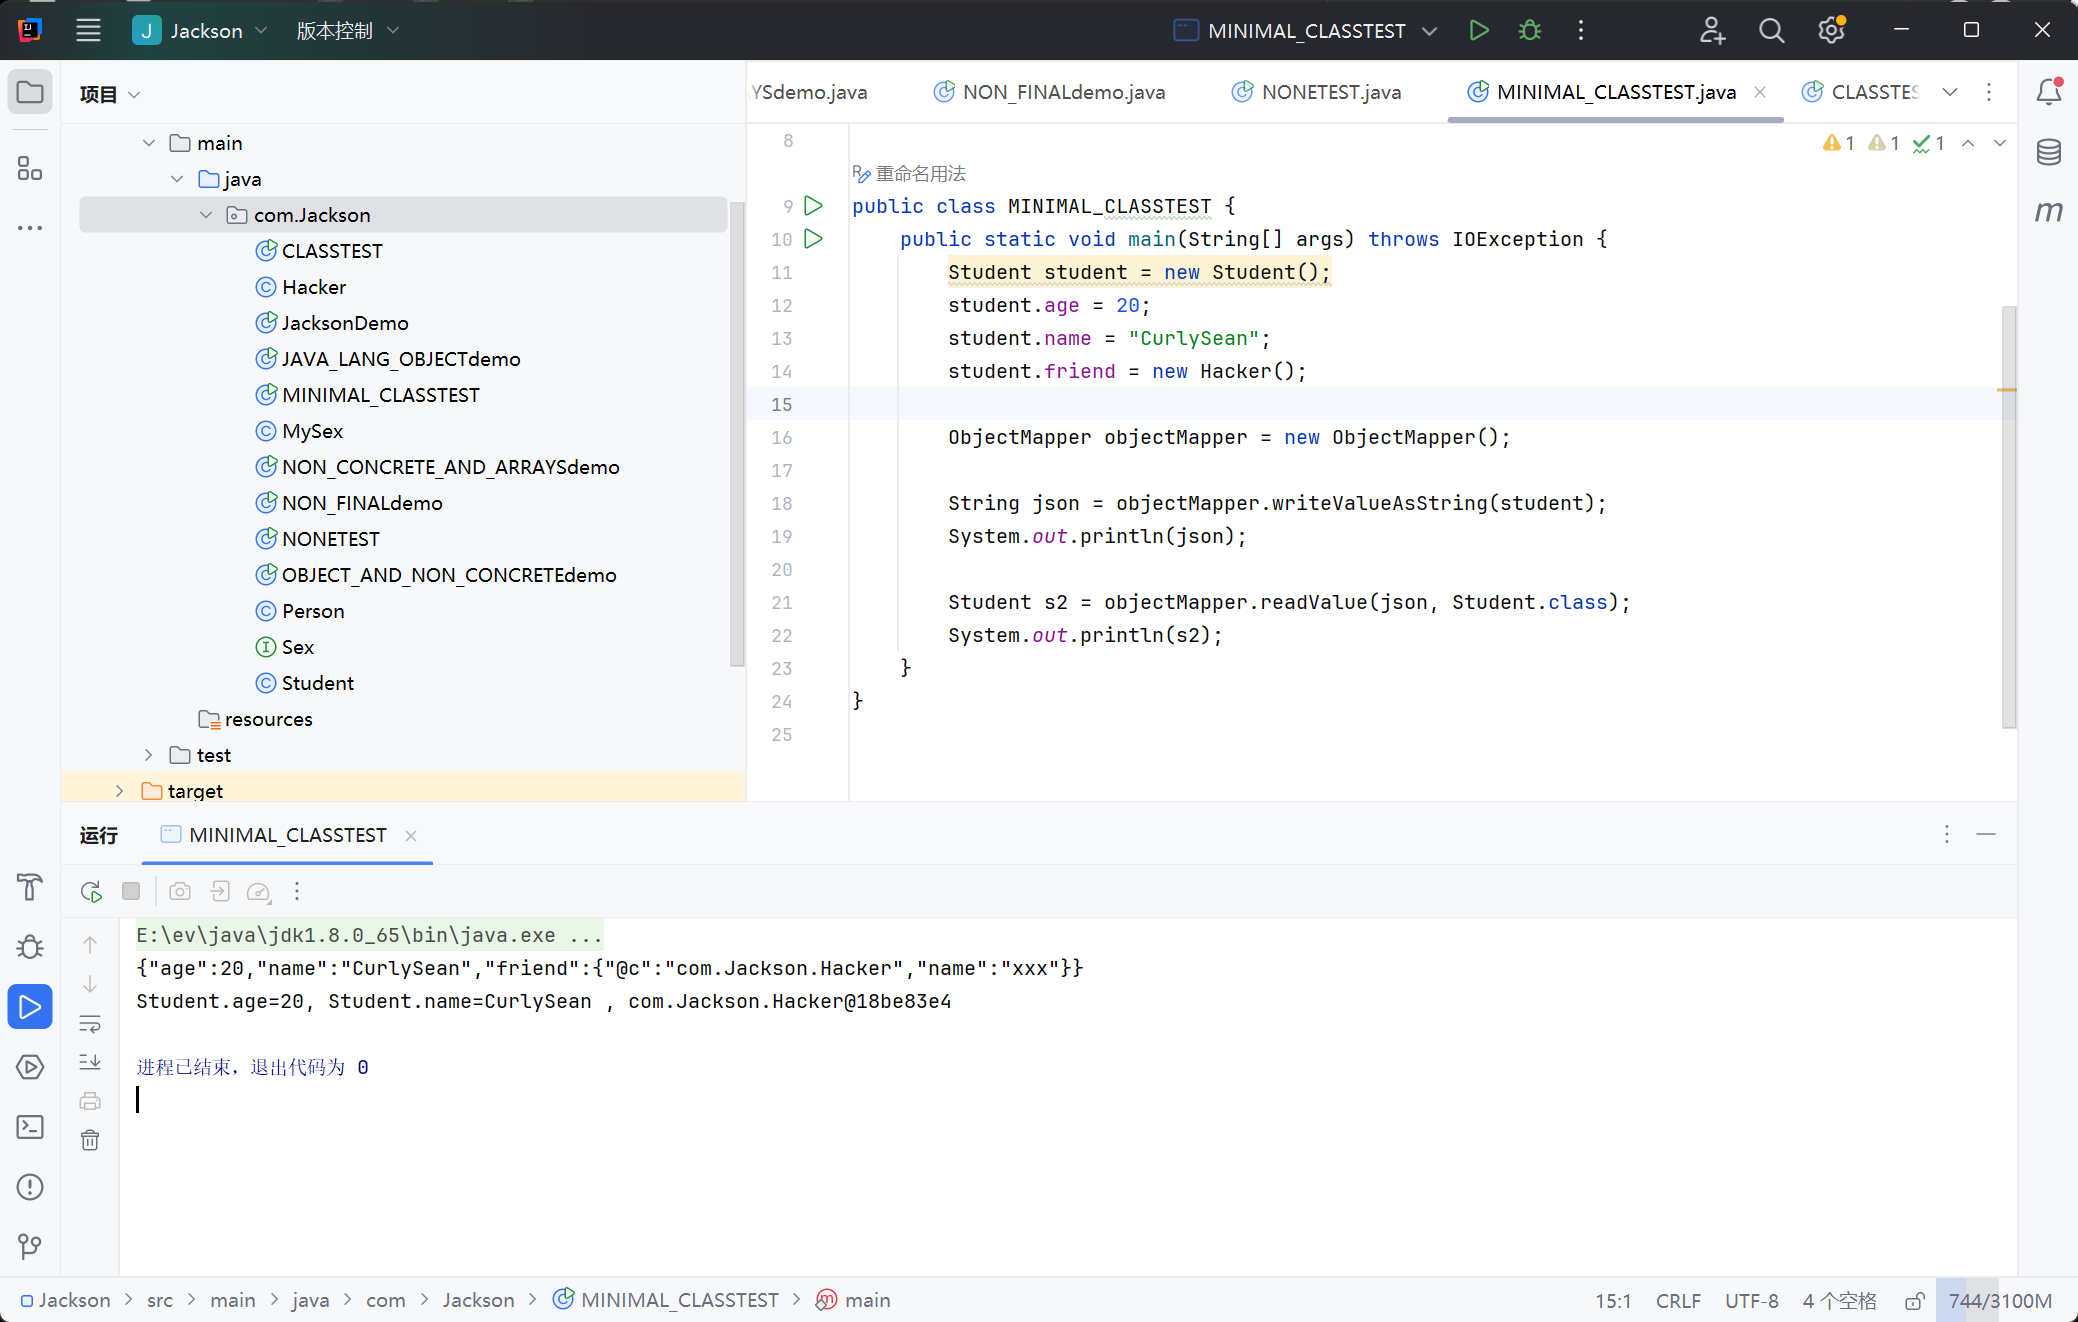 J Jackson 版本控制 MINIMAL_CLASSTEST
项目
main
java
com.Jackson
CLASSTEST
Hacker
JacksonDemo
JAVA_LANG_OBJECTdemo
MINIMAL_CLASSTEST
MySex
NON_CONCRETE_AND_ARRAYSdemo
NON_FINALdemo
NONETEST
OBJECT_AND_NON_CONCRETEdemo
Person
Sex
Student
resources
test
target
YSdemo.java NON_FINALdemo.java NONETEST.java MINIMAL_CLASSTEST.java CLASSTES
1 1 1
8
重命名用法
9 public class MINIMAL_CLASSTEST {
10 public static void main(String[] args) throws IOException {
11 Student student = new Student();
12 student.age = 20;
13 student.name = "CurlySean";
14 student.friend = new Hacker();
15
16 ObjectMapper objectMapper = new ObjectMapper();
17
18 String json = objectMapper.writeValueAsString(student);
19 System.out.println(json);
20
21 Student s2 = objectMapper.readValue(json, Student.class);
22 System.out.println(s2);
23 }
24 }
25
运行 MINIMAL_CLASSTEST
E:\ev\java\jdk1.8.0_65\bin\java.exe ...
{"age":20,"name":"CurlySean","friend":{"@c":"com.Jackson.Hacker","name":"xxx"}}
Student.age=20, Student.name=CurlySean , com.Jackson.Hacker@18be83e4
进程已结束，退出代码为 0
Jackson > src > main > java > com > Jackson > MINIMAL_CLASSTEST > main
15:1 CRLF UTF-8 4 个空格 744/3100M